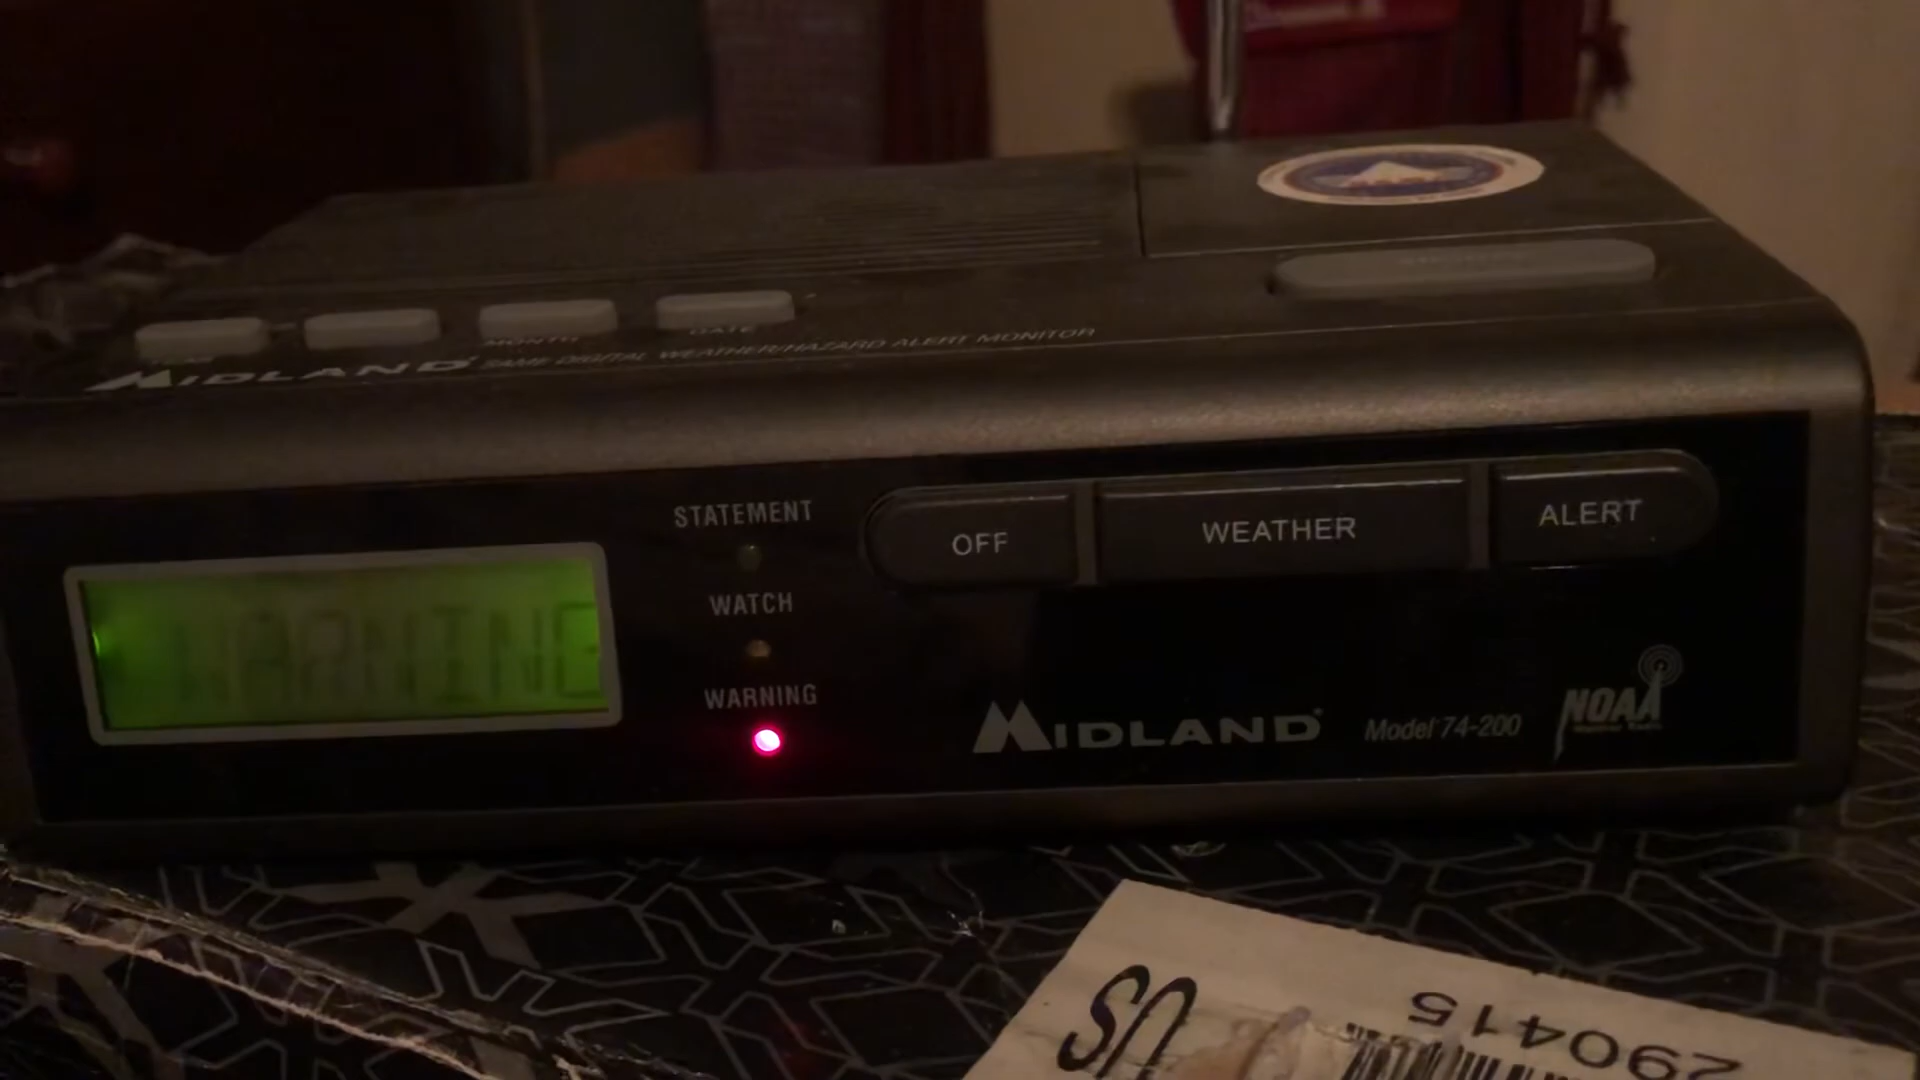 MONTH
DATE
MIDLAND SAME DIGITAL WEATHER/HAZARD ALERT MONITOR
STATEMENT
WATCH
WARNING
WARNING
OFF
WEATHER
ALERT
MIDLAND
Model 74-200
NOAA
US
290415